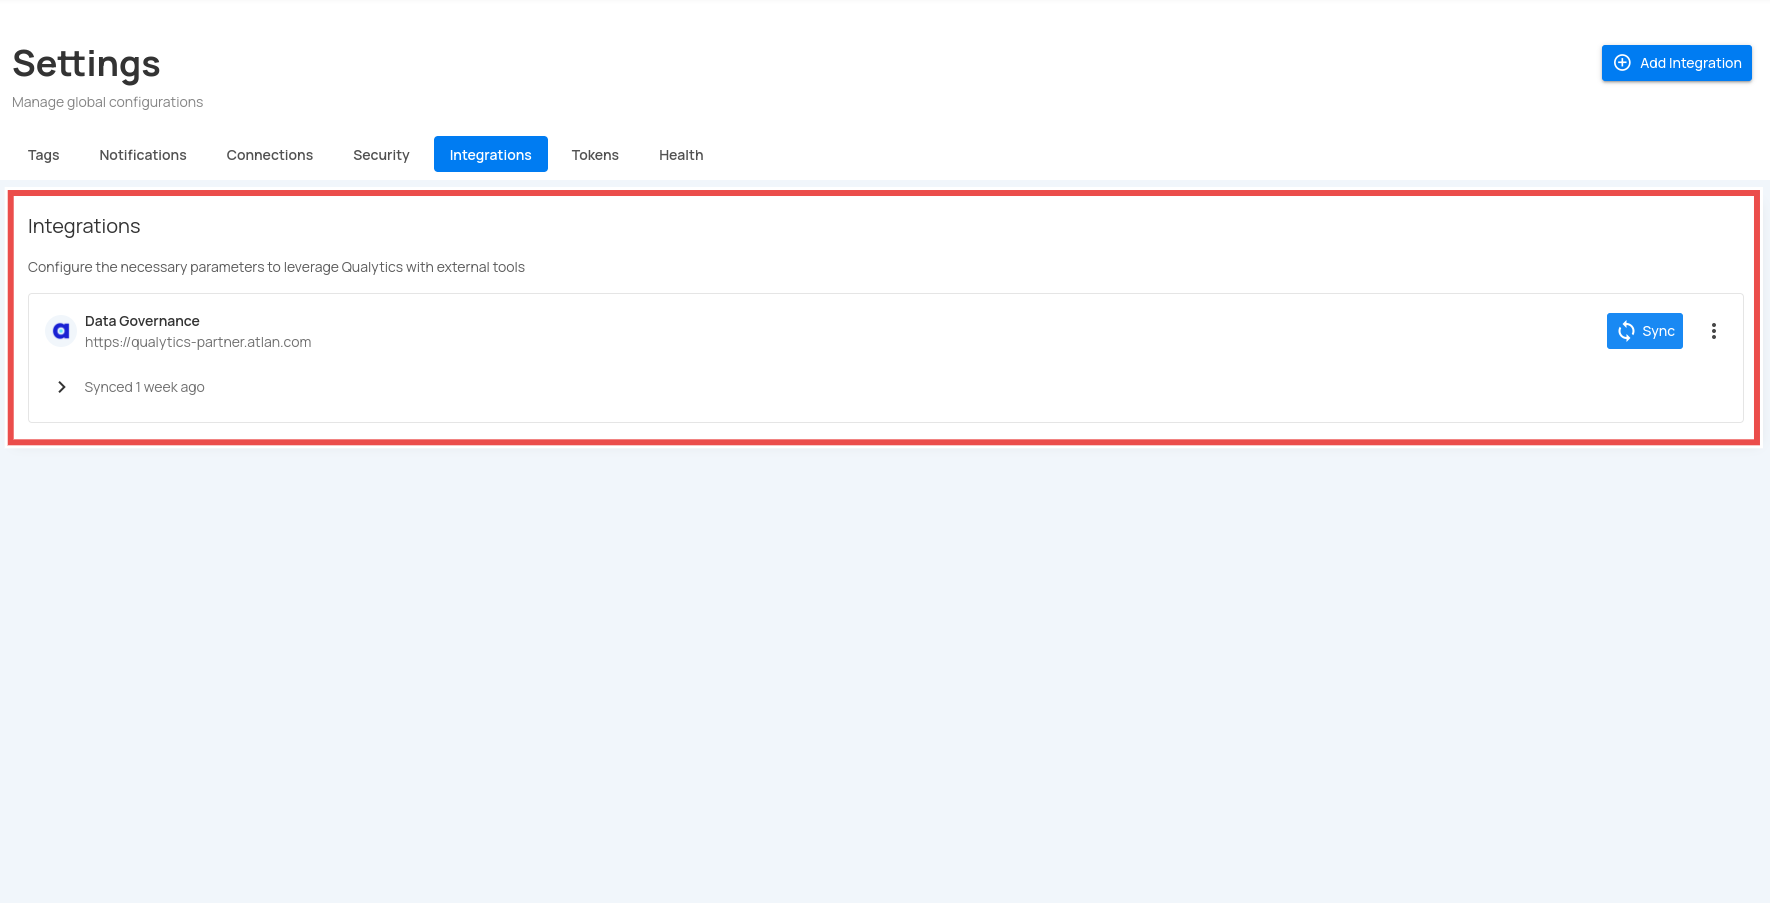 Settings
Add Integration
Manage global configurations
Tags Notifications Connections Security Integrations Tokens Health
Integrations
Configure the necessary parameters to leverage Qualytics with external tools
Data Governance
https://qualytics-partner.atlan.com
Sync
Synced 1 week ago